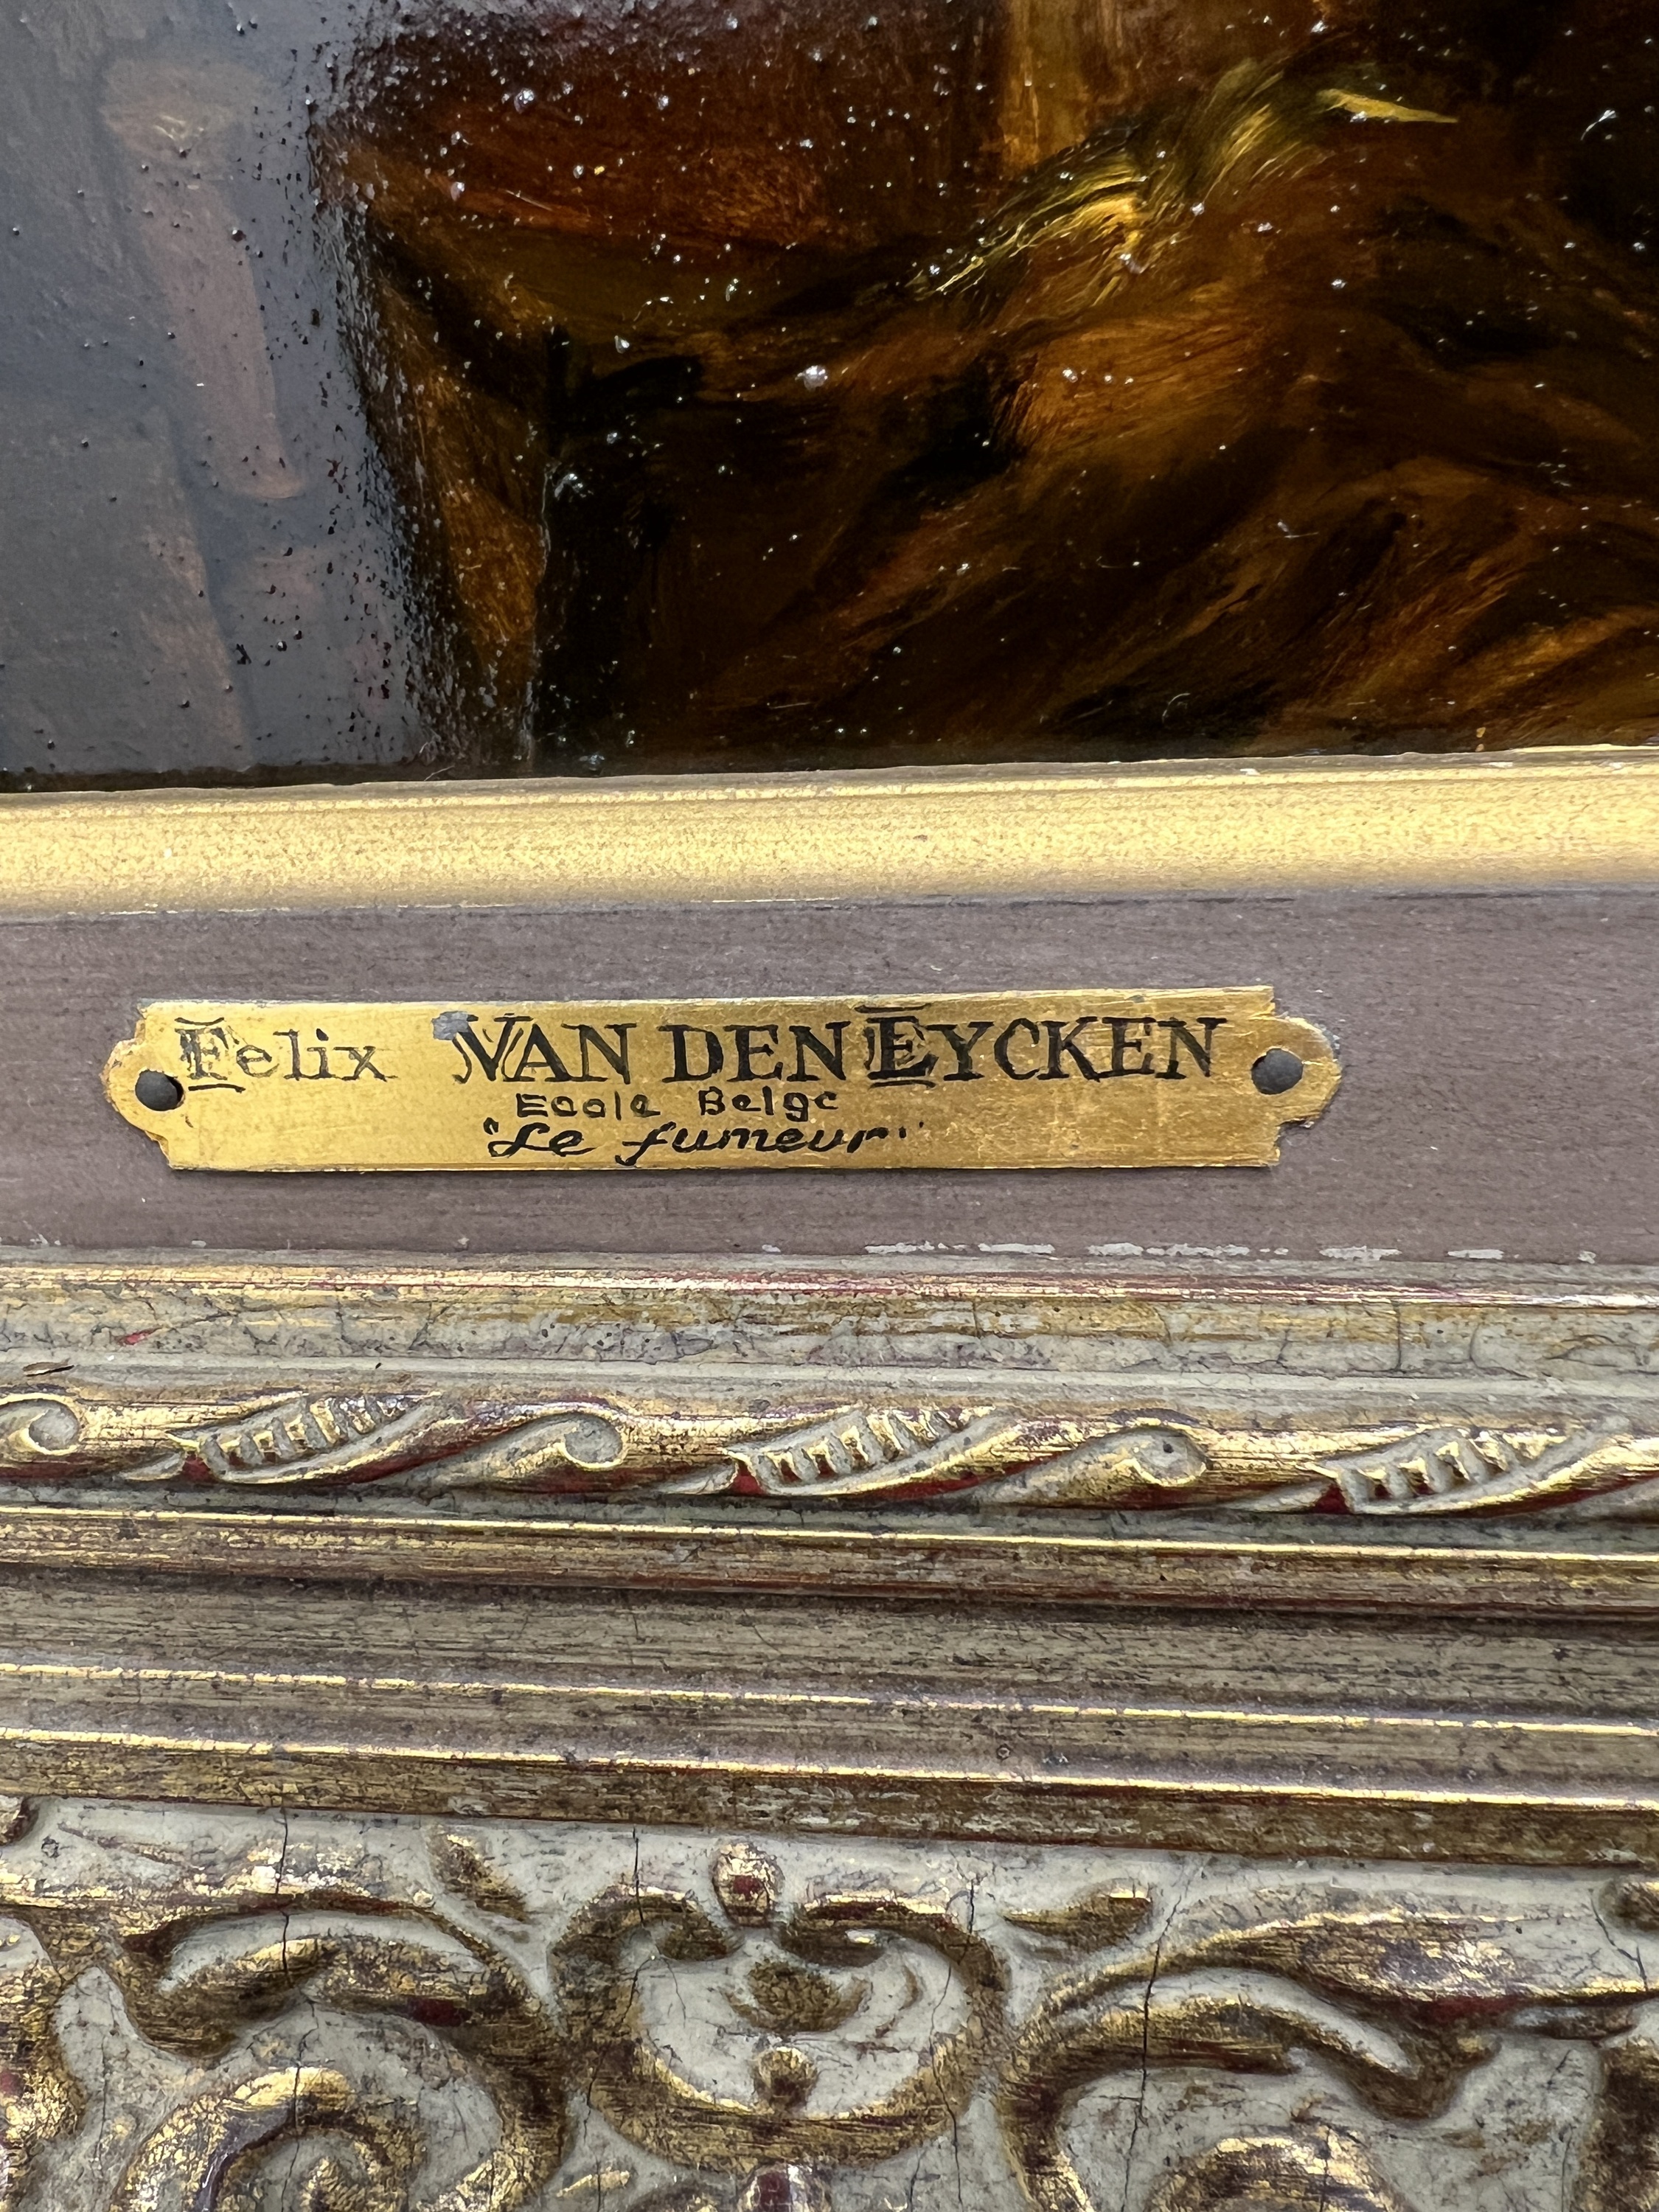 Felix VAN DEN EYCKEN
Ecole Belge
"Le fumeur"